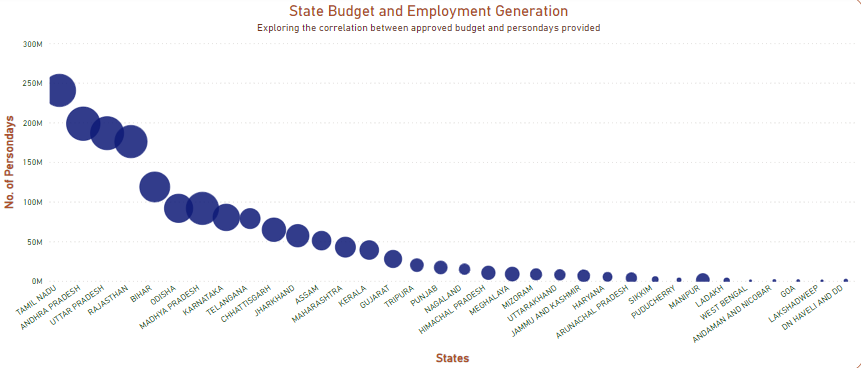 State Budget and Employment Generation
Exploring the correlation between approved budget and persondays provided
No. of Persondays
300M
250M
200M
150M
100M
50M
0M
TAMIL NADU
ANDHRA PRADESH
UTTAR PRADESH
RAJASTHAN
BIHAR
ODISHA
MADHYA PRADESH
KARNATAKA
TELANGANA
CHHATTISGARH
JHARKHAND
ASSAM
MAHARASHTRA
KERALA
GUJARAT
TRIPURA
PUNJAB
NAGALAND
HIMACHAL PRADESH
MEGHALAYA
MIZORAM
UTTARAKHAND
JAMMU AND KASHMIR
HARYANA
ARUNACHAL PRADESH
SIKKIM
PUDUCHERRY
MANIPUR
LADAKH
WEST BENGAL
ANDAMAN AND NICOBAR
GOA
LAKSHADWEEP
DN HAVELI AND DD
States